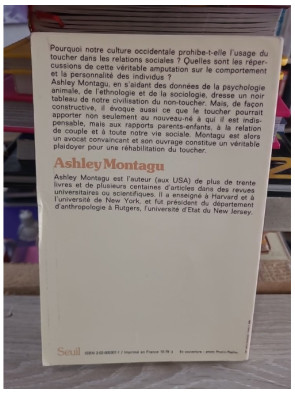 Pourquoi notre culture occidentale prohibe-t-elle l'usage du
toucher dans les relations sociales ? Quelles sont les réper-
cussions de cette véritable amputation sur le comportement
et la personnalité des individus ?
Ashley Montagu, en s'aidant des données de la psychologie
animale, de l'ethnologie et de la sociologie, dresse un noir
tableau de notre civilisation du non-toucher. Mais, de façon
constructive, il évoque aussi ce que le toucher pourrait
apporter non seulement au nouveau-né à qui il est indis-
pensable, mais aux rapports parents-enfants, à la relation
de couple et à toute notre vie sociale. Montagu est alors
un avocat convaincant et son ouvrage constitue un véritable
plaidoyer pour une réhabilitation du toucher.
Ashley Montagu
Ashley Montagu est l'auteur (aux USA) de plus de trente
livres et de plusieurs centaines d'articles dans des revues
universitaires ou scientifiques. Il a enseigné à Harvard et à
l'université de New York, et fut président du département
d'anthropologie à Rutgers, l'université d'État du New Jersey.
Seuil
Imprimé en France
En couverture :